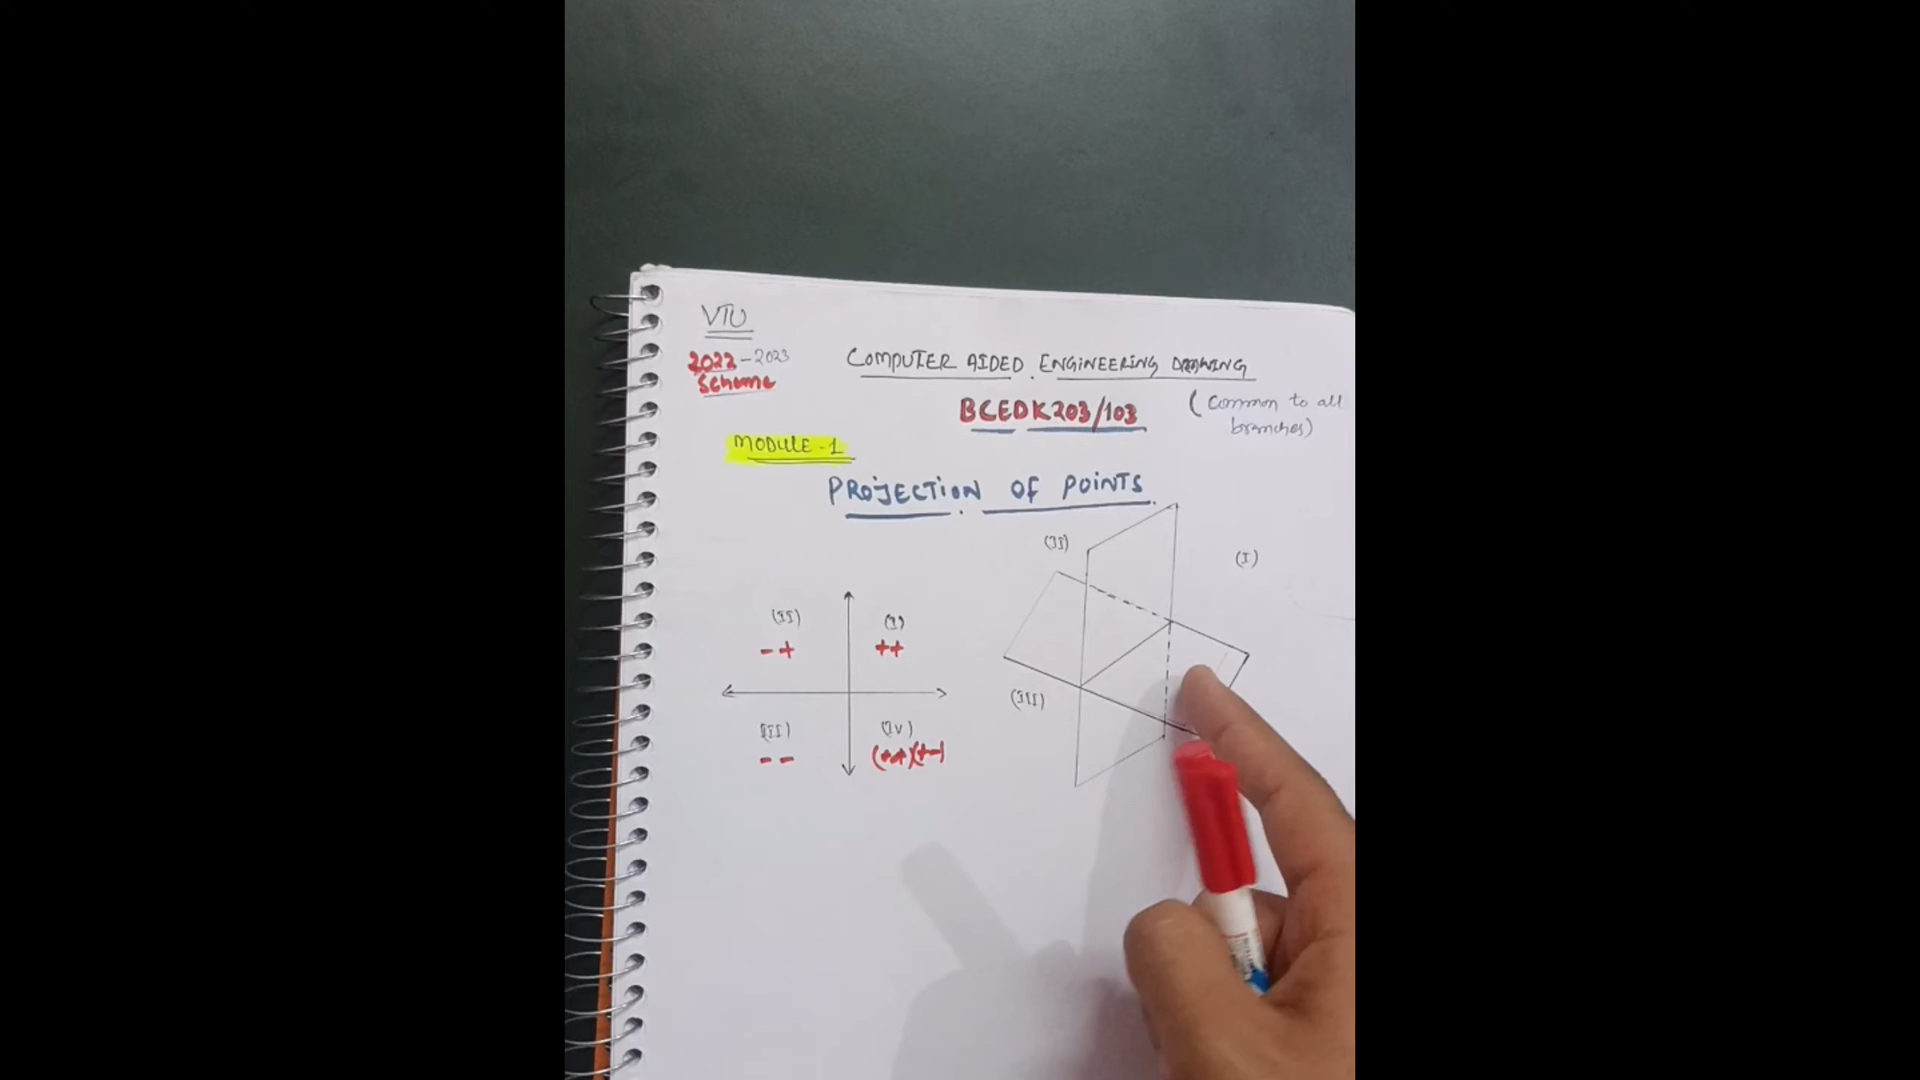 VTU
2022-2023
Scheme
COMPUTER AIDED ENGINEERING DRAWING
BCEDK203/103
(Common to all
branches)
MODULE-1
PROJECTION OF POINTS.
(II)
(I)
(II)
(I)
-+
++
(III)
(III)
(IV)
--
(++)(+-)